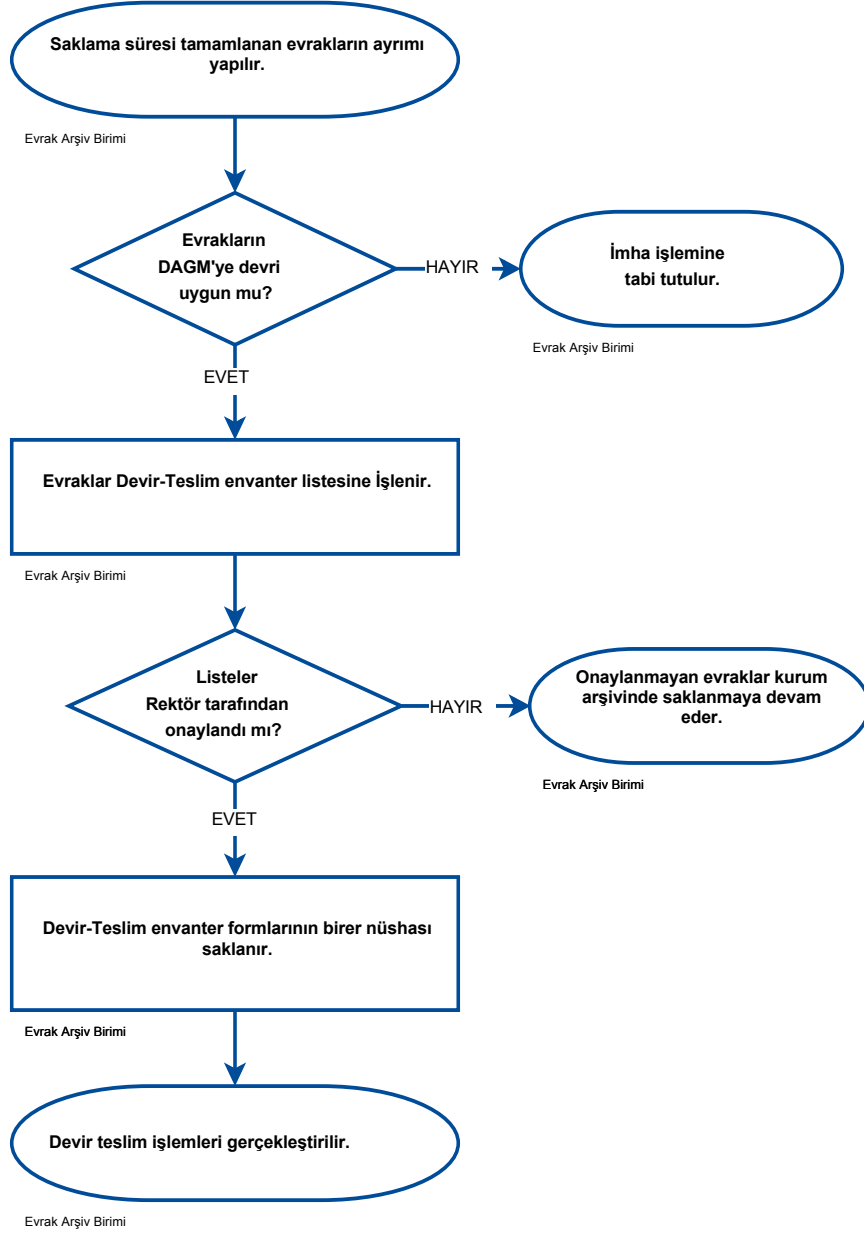 Saklama süresi tamamlanan evrakların ayrımı
yapılır.
Evrak Arşiv Birimi
Evrakların
DAGM'ye devri
uygun mu?
HAYIR
İmha işlemine
tabi tutulur.
Evrak Arşiv Birimi
EVET
Evraklar Devir-Teslim envanter listesine İşlenir.
Evrak Arşiv Birimi
Listeler
Rektör tarafından
onaylandı mı?
HAYIR
Onaylanmayan evraklar kurum
arşivinde saklanmaya devam
eder.
Evrak Arşiv Birimi
EVET
Devir-Teslim envanter formlarının birer nüshası
saklanır.
Evrak Arşiv Birimi
Devir teslim işlemleri gerçekleştirilir.
Evrak Arşiv Birimi